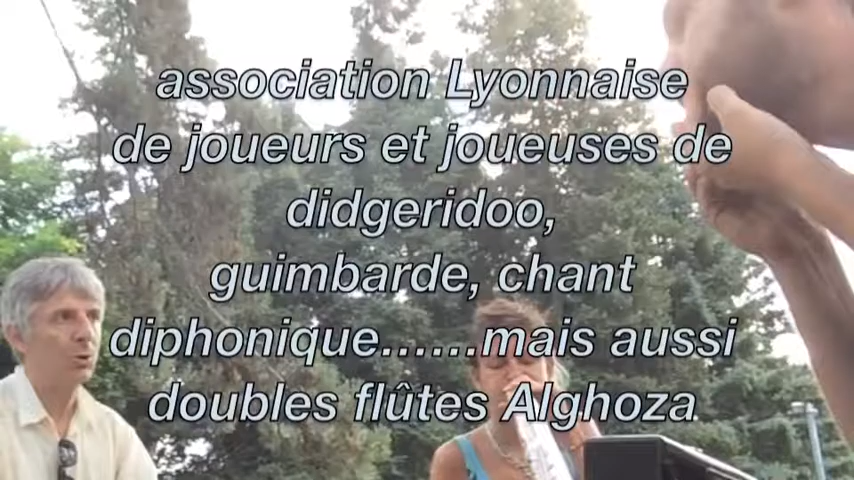 association Lyonnaise
de joueurs et joueuses de
didgeridoo,
guimbarde, chant
diphonique.......mais aussi
doubles flûtes Alghoza